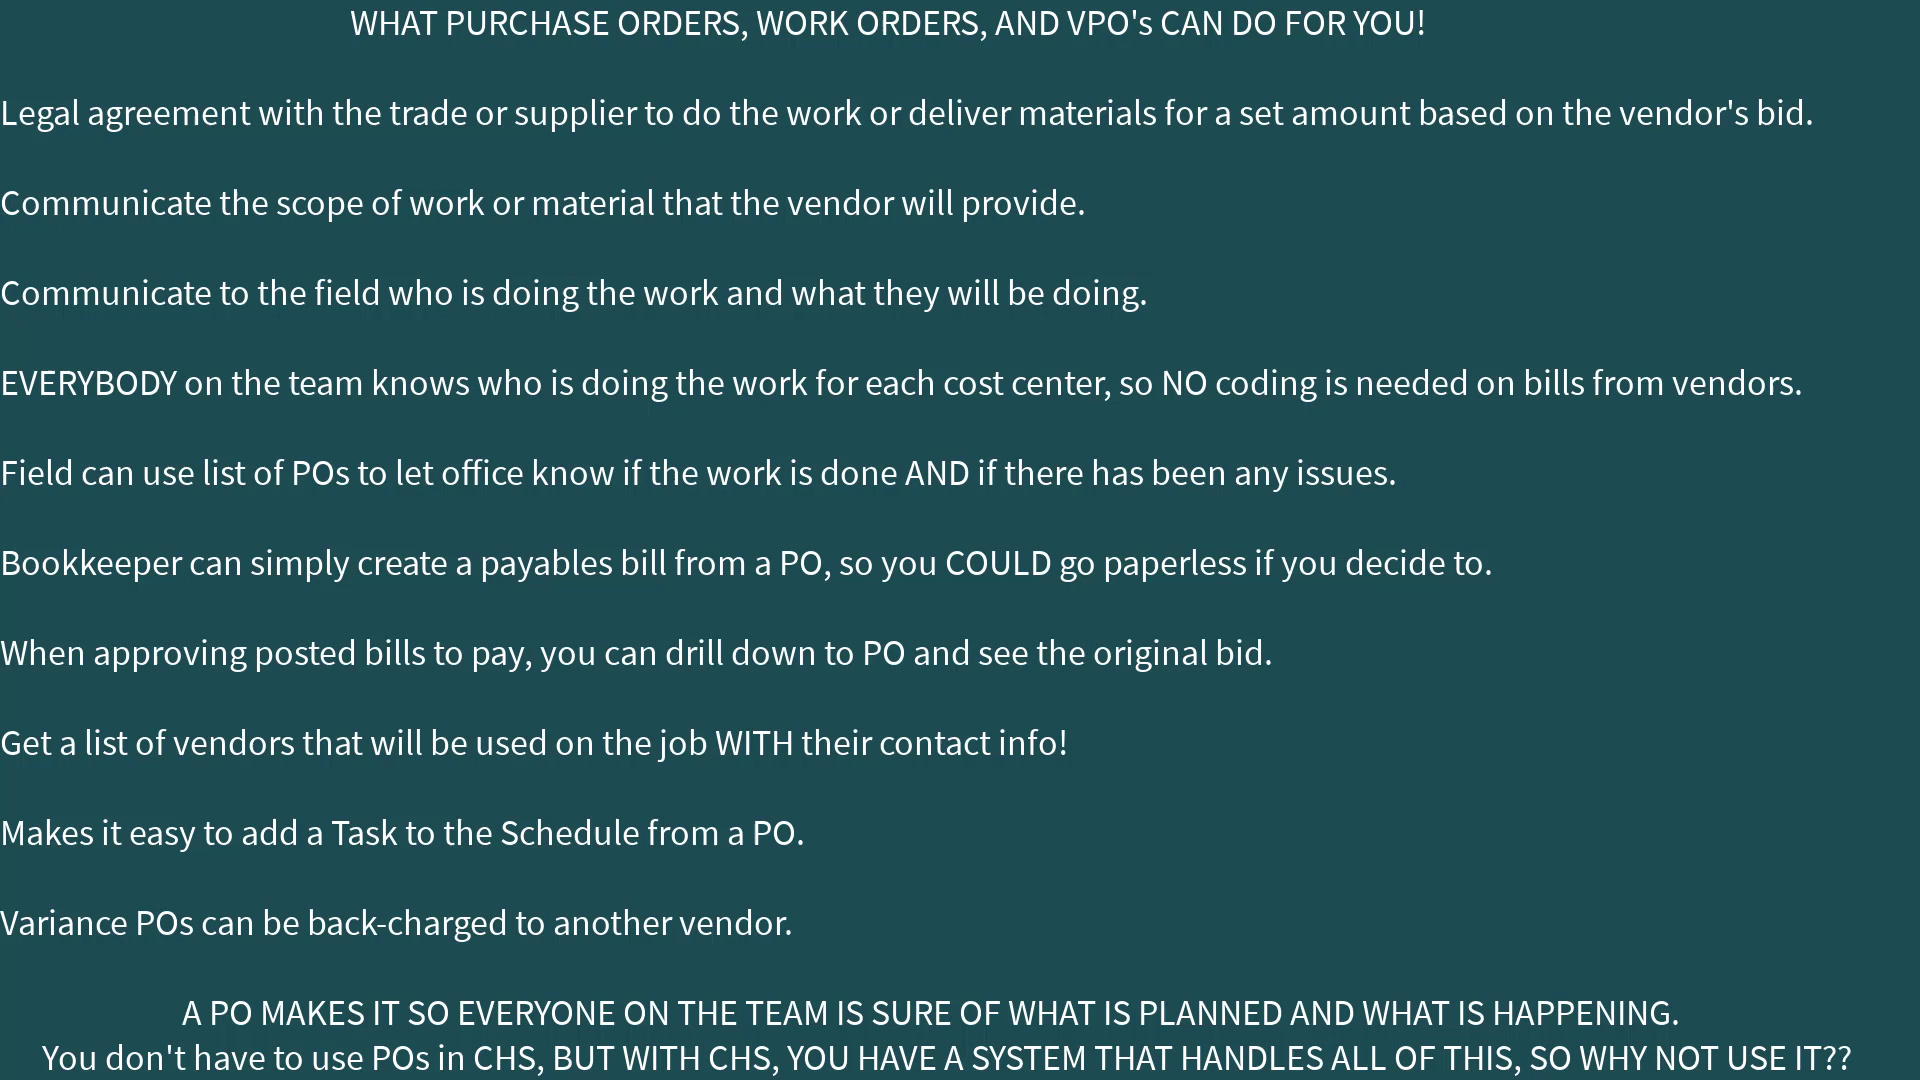 WHAT PURCHASE ORDERS, WORK ORDERS, AND VPO's CAN DO FOR YOU!
Legal agreement with the trade or supplier to do the work or deliver materials for a set amount based on the vendor's bid.
Communicate the scope of work or material that the vendor will provide.
Communicate to the field who is doing the work and what they will be doing.
EVERYBODY on the team knows who is doing the work for each cost center, so NO coding is needed on bills from vendors.
Field can use list of POs to let office know if the work is done AND if there has been any issues.
Bookkeeper can simply create a payables bill from a PO, so you COULD go paperless if you decide to.
When approving posted bills to pay, you can drill down to PO and see the original bid.
Get a list of vendors that will be used on the job WITH their contact info!
Makes it easy to add a Task to the Schedule from a PO.
Variance POs can be back-charged to another vendor.
A PO MAKES IT SO EVERYONE ON THE TEAM IS SURE OF WHAT IS PLANNED AND WHAT IS HAPPENING.
You don't have to use POs in CHS, BUT WITH CHS, YOU HAVE A SYSTEM THAT HANDLES ALL OF THIS, SO WHY NOT USE IT??